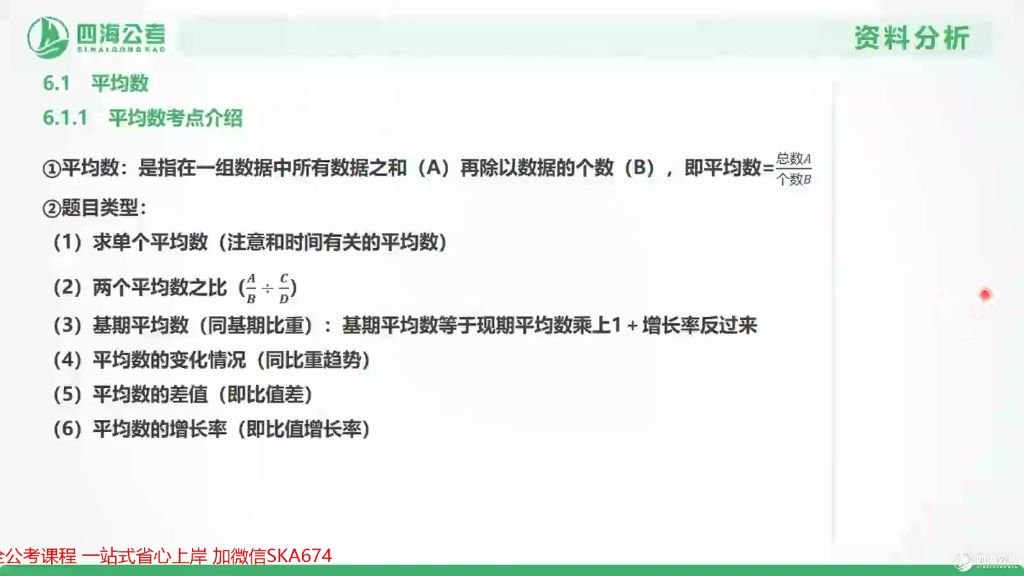 四海公考
SIHAIGONGKAO
资料分析
6.1 平均数
6.1.1 平均数考点介绍
①平均数：是指在一组数据中所有数据之和（A）再除以数据的个数（B），即平均数=总数A/个数B
②题目类型：
（1）求单个平均数（注意和时间有关的平均数）
（2）两个平均数之比（A/B÷C/D）
（3）基期平均数（同基期比重）：基期平均数等于现期平均数乘上1＋增长率反过来
（4）平均数的变化情况（同比重趋势）
（5）平均数的差值（即比值差）
（6）平均数的增长率（即比值增长率）
公考课程 一站式省心上岸 加微信SKA674
四海公考